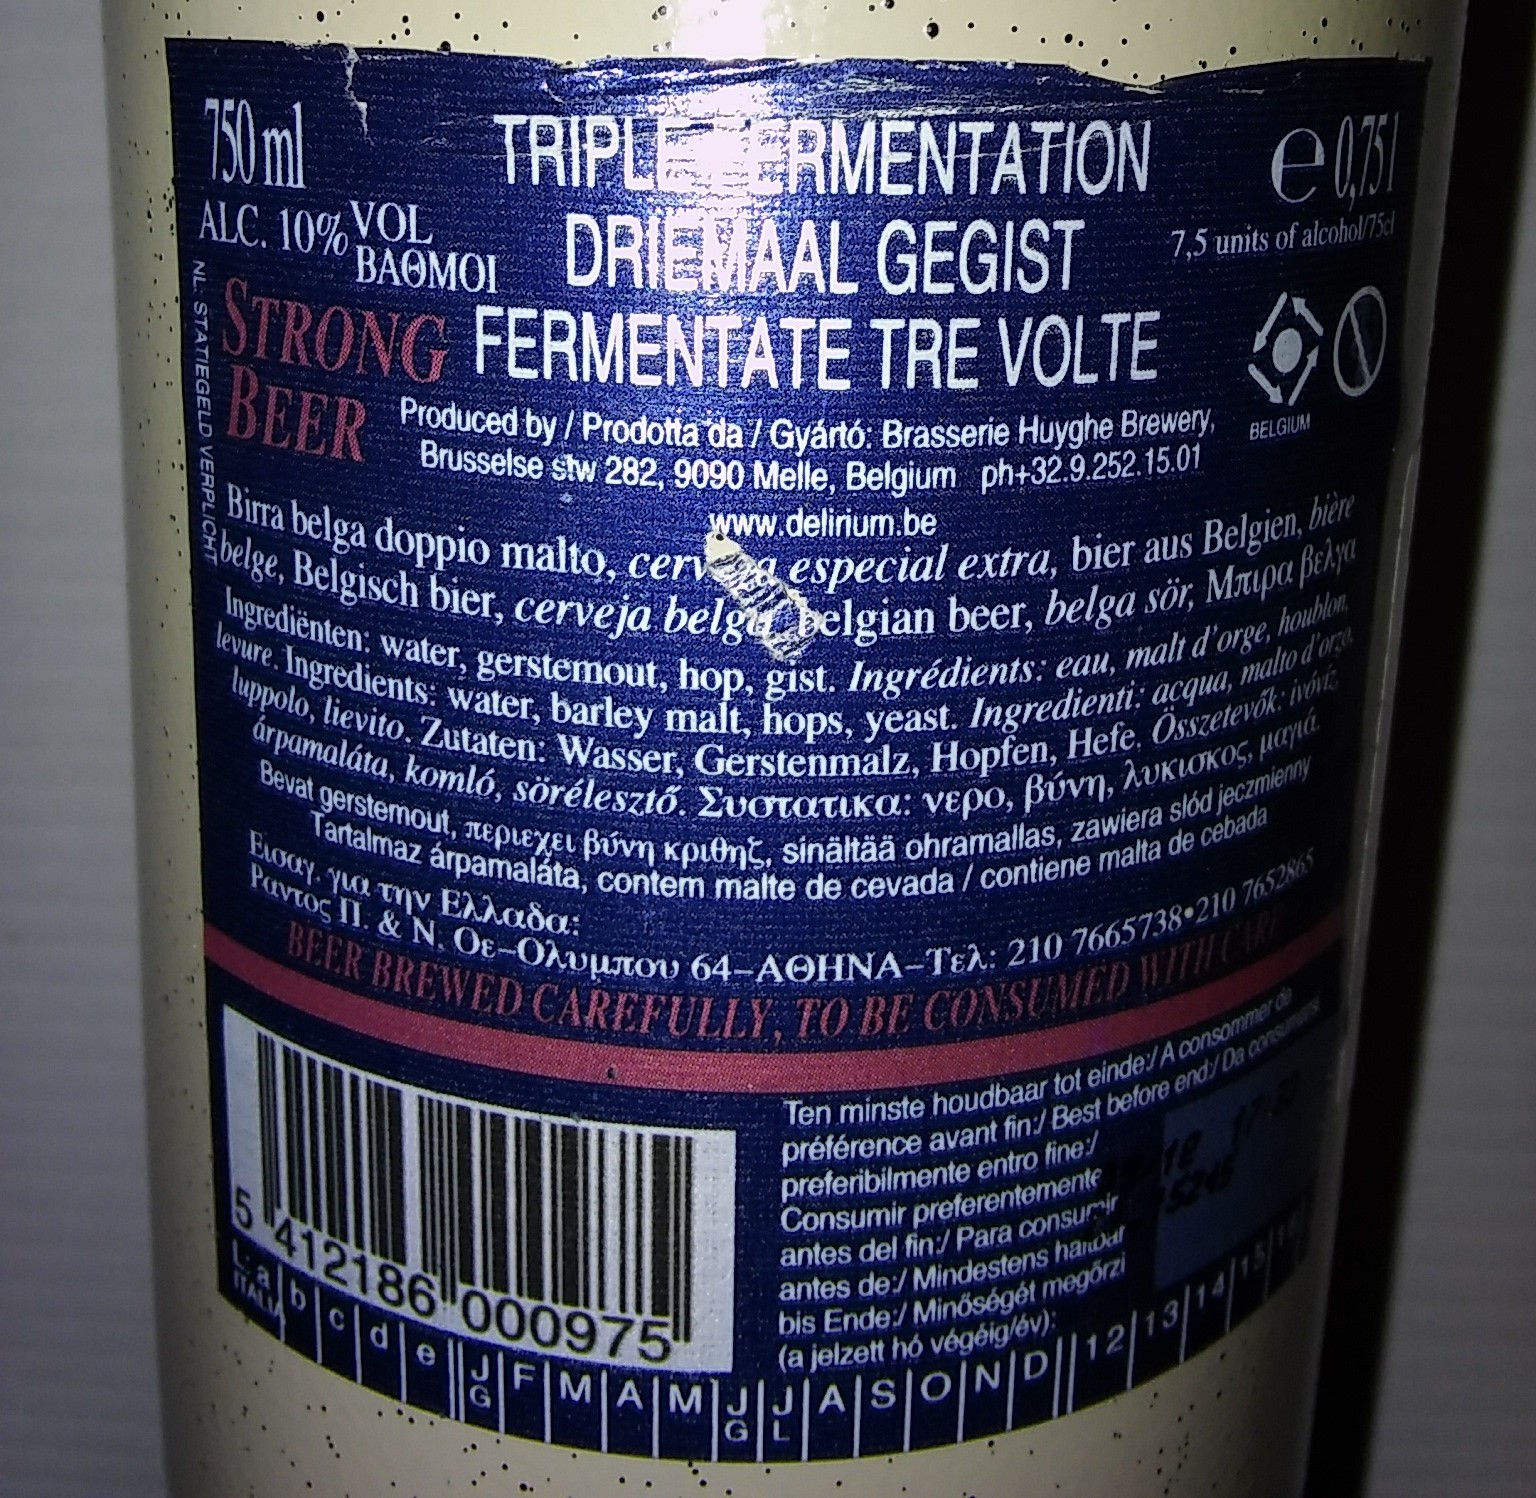 750 ml
TRIPLE FERMENTATION
e 0,75 l
ALC. 10% VOL
ΒΑΘΜΟΙ
DRIEMAAL GEGIST
7,5 units of alcohol/75cl
STRONG
BEER
FERMENTATE TRE VOLTE
BELGIUM
NL STATIEGELD VERPLICHT
Produced by / Prodotta da / Gyártó: Brasserie Huyghe Brewery,
Brusselse stw 282, 9090 Melle, Belgium ph+32.9.252.15.01
www.delirium.be
Birra belga doppio malto, especial extra, bier aus Belgien, bière
belge, Belgisch bier, cerveja belga, belgian beer, belga sör, Μπιρα βελγα
Ingrediënten: water, gerstemout, hop, gist. Ingrédients: eau, malt d'orge, houblon,
levure. Ingredients: water, barley malt, hops, yeast. Ingredienti: acqua, malto d'orzo,
luppolo, lievito. Zutaten: Wasser, Gerstenmalz, Hopfen, Hefe. Összetevők: ivóvíz,
árpamaláta, komló, sörélesztő. Συστατικα: νερο, βύνη, λυκισκος, μαγιά.
Bevat gerstemout, περιεχει βύνη κριθης, sinältää ohramallas, zawiera slód jeczmienny
Tartalmaz árpamaláta, contem malte de cevada / contiene malta de cebada
Εισαγ. για την Ελλαδα:
Ραντος Π. & Ν. Οε-Ολυμπου 64-ΑΘΗΝΑ-Τελ: 210 7665738•210 7652865
BEER BREWED CAREFULLY, TO BE CONSUMED WITH CARE
Ten minste houdbaar tot einde:/ A consommer de
préférence avant fin:/ Best before end:/ Da consumarsi
preferibilmente entro fine:/
Consumir preferentemente
antes del fin:/ Para consumir
antes de:/ Mindestens haltbar
bis Ende:/ Minőségét megőrzi
(a jelzett hó végéig/év):
5 412186 000975
L: a b c d e J F M A M J J A S O N D 12 13 14 15 16
ITALIA G G L